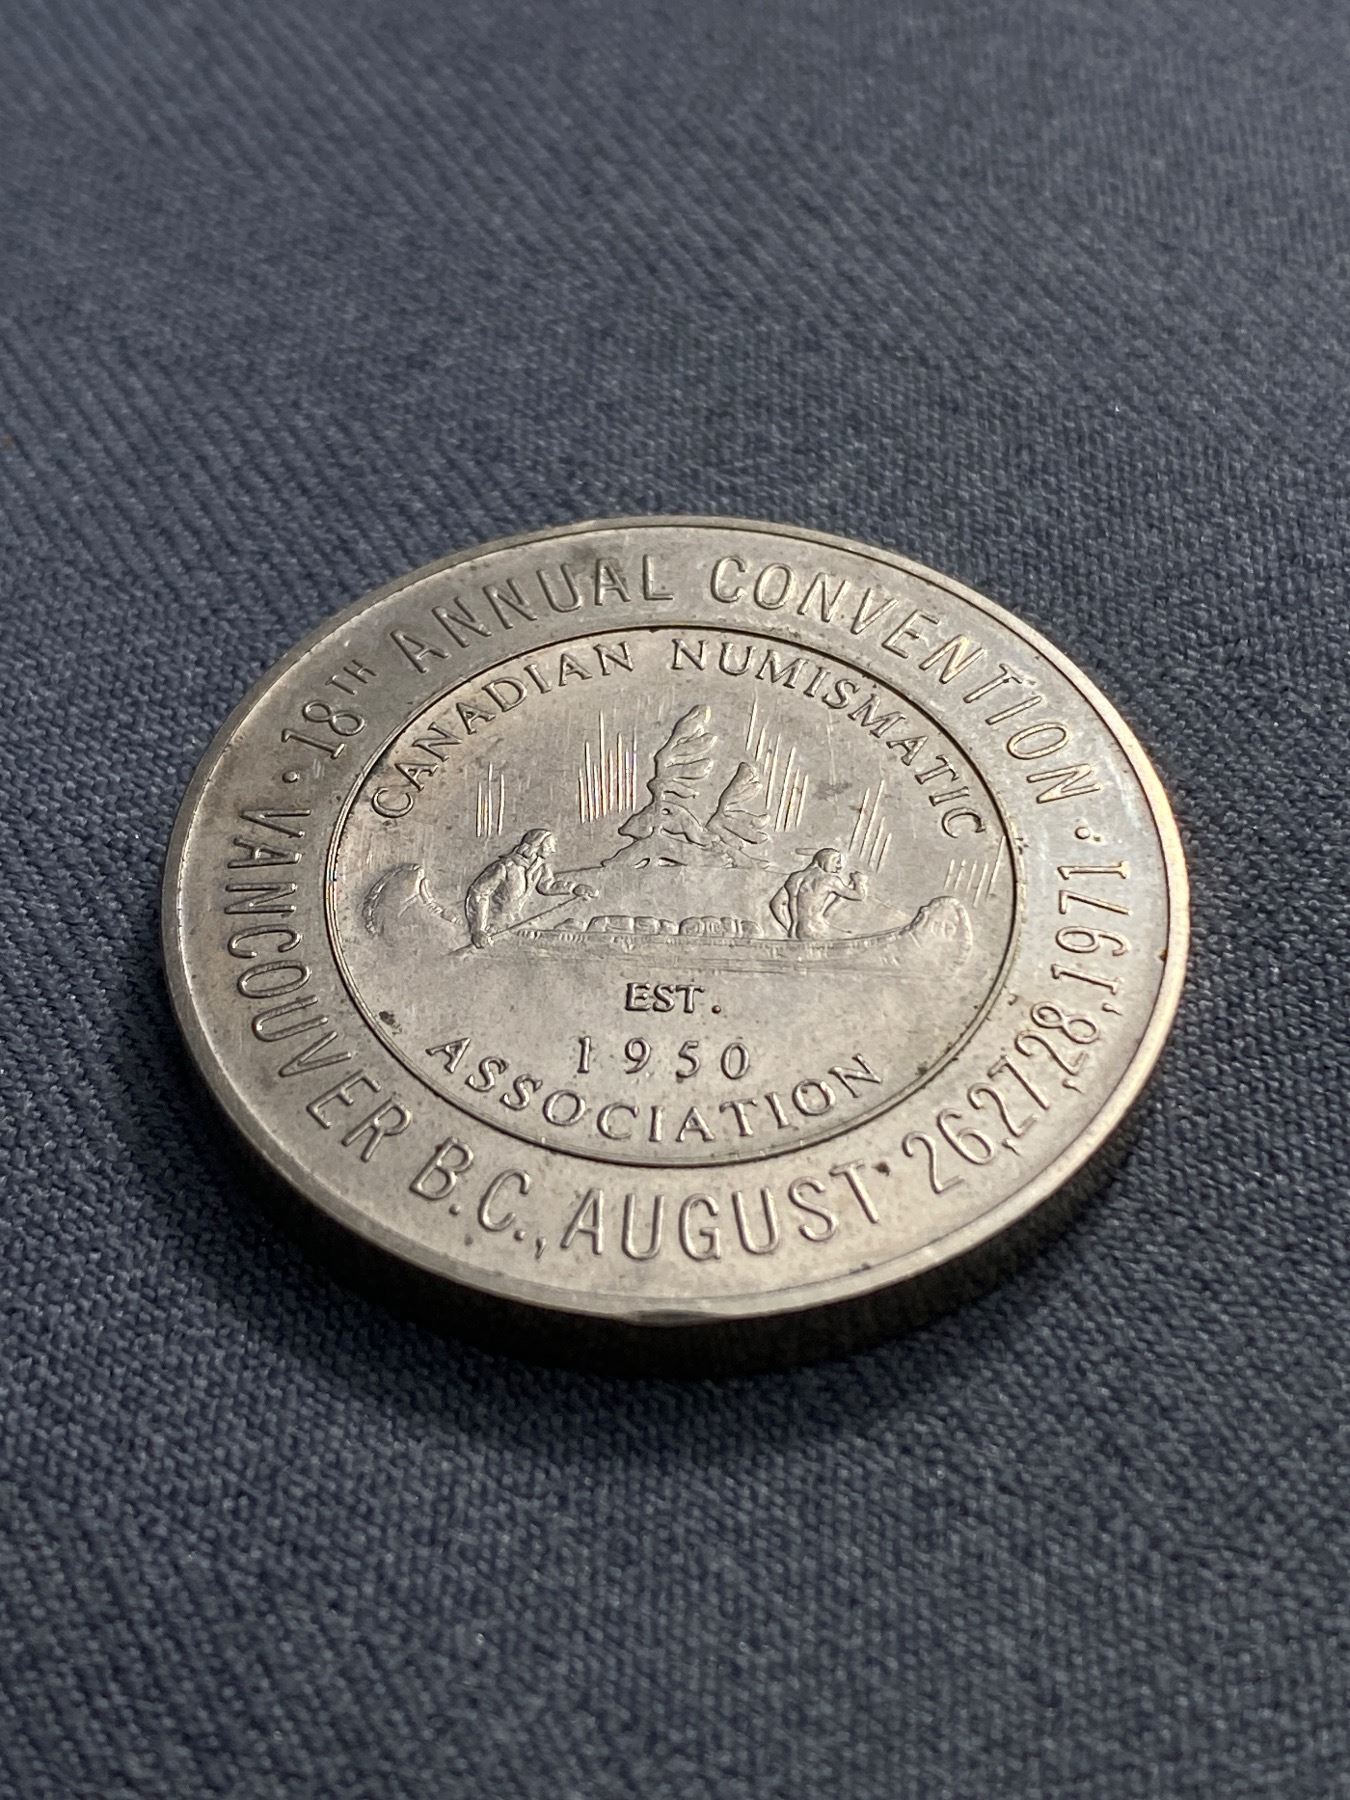 · 18TH ANNUAL CONVENTION ·
VANCOUVER B.C., AUGUST 26,27,28,1971.
CANADIAN NUMISMATIC
EST.
1950
ASSOCIATION